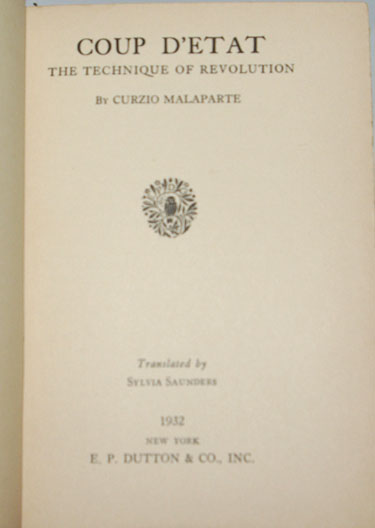 COUP D'ETAT
THE TECHNIQUE OF REVOLUTION
By CURZIO MALAPARTE
Translated by
SYLVIA SAUNDERS
1932
NEW YORK
E. P. DUTTON & CO., INC.